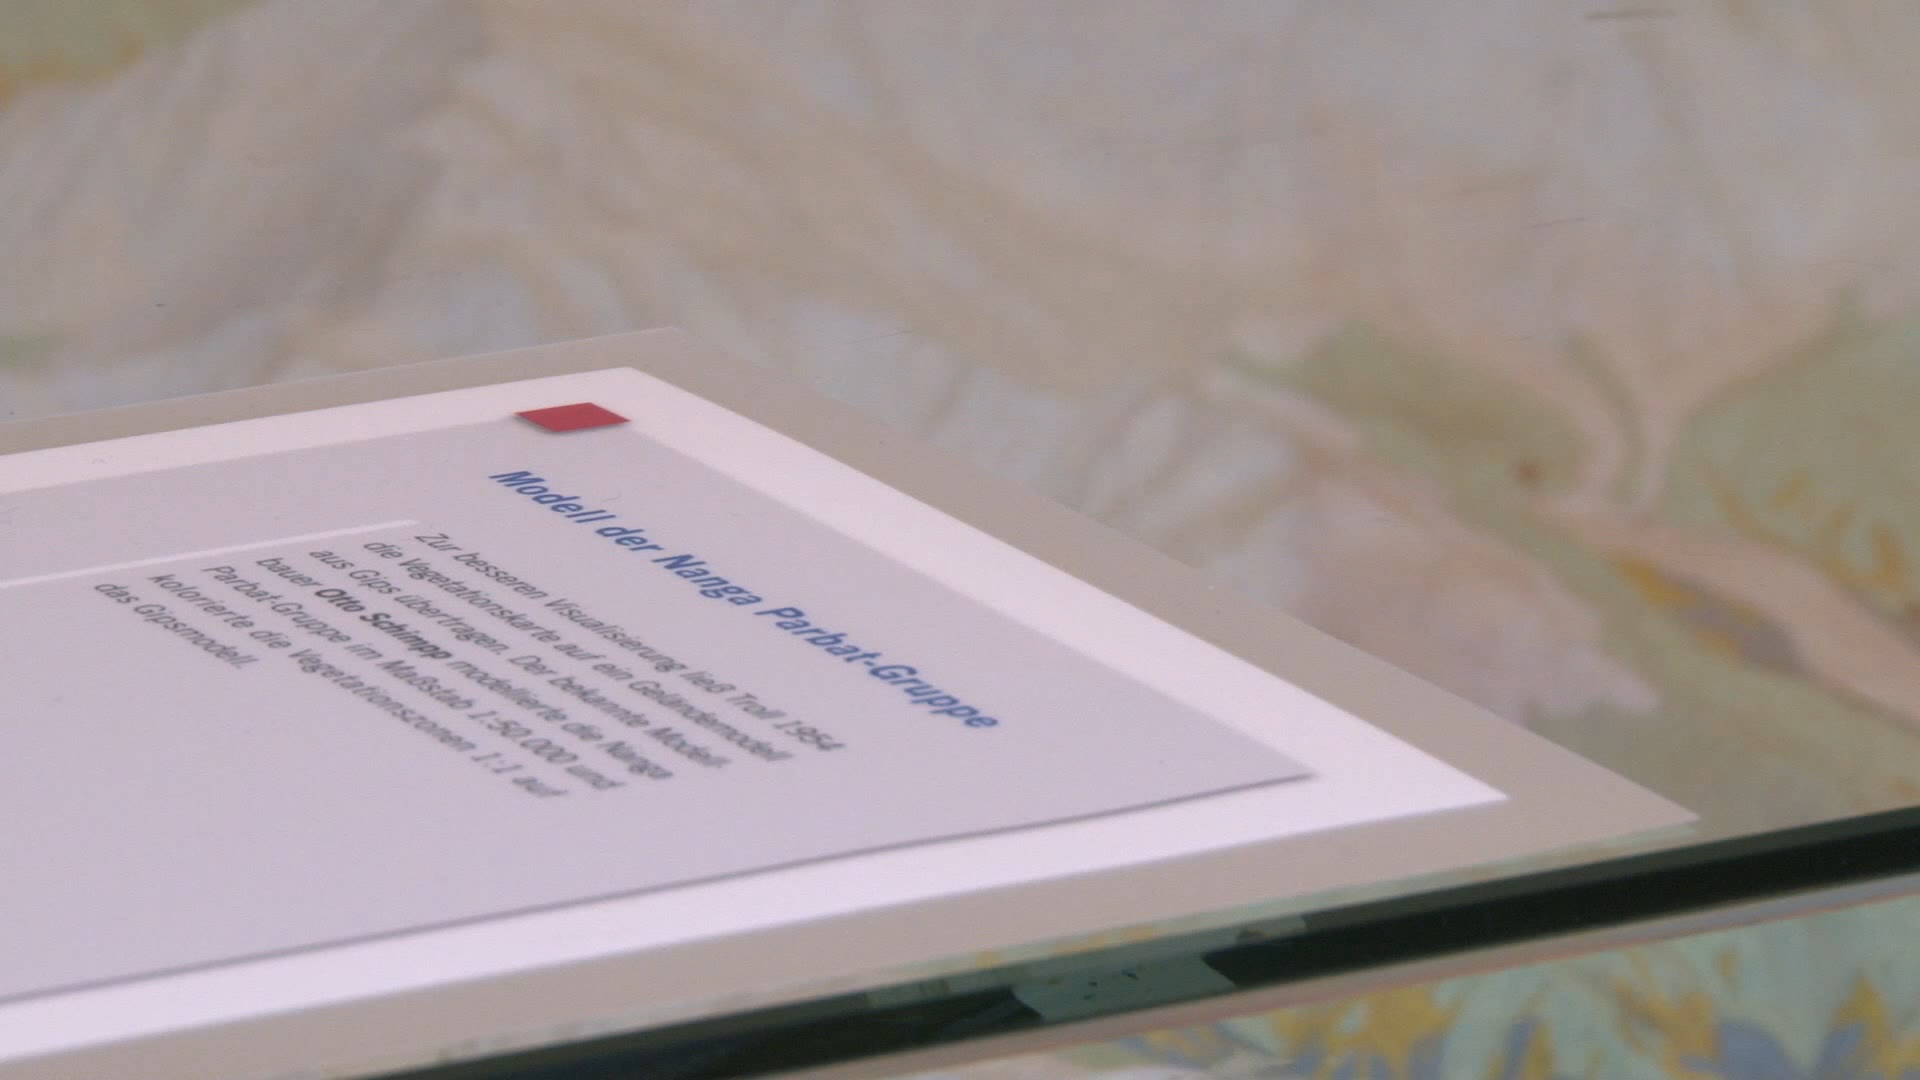 Modell der Nanga Parbat-Gruppe
Zur besseren Visualisierung ließ Troll 1954
die Vegetationskarte auf ein Geländemodell
aus Gips übertragen. Der bekannte Modell-
bauer Otto Schimpp modellierte die Nanga
Parbat-Gruppe im Maßstab 1:50.000 und
kolorierte die Vegetationszonen 1:1 auf
das Gipsmodell.